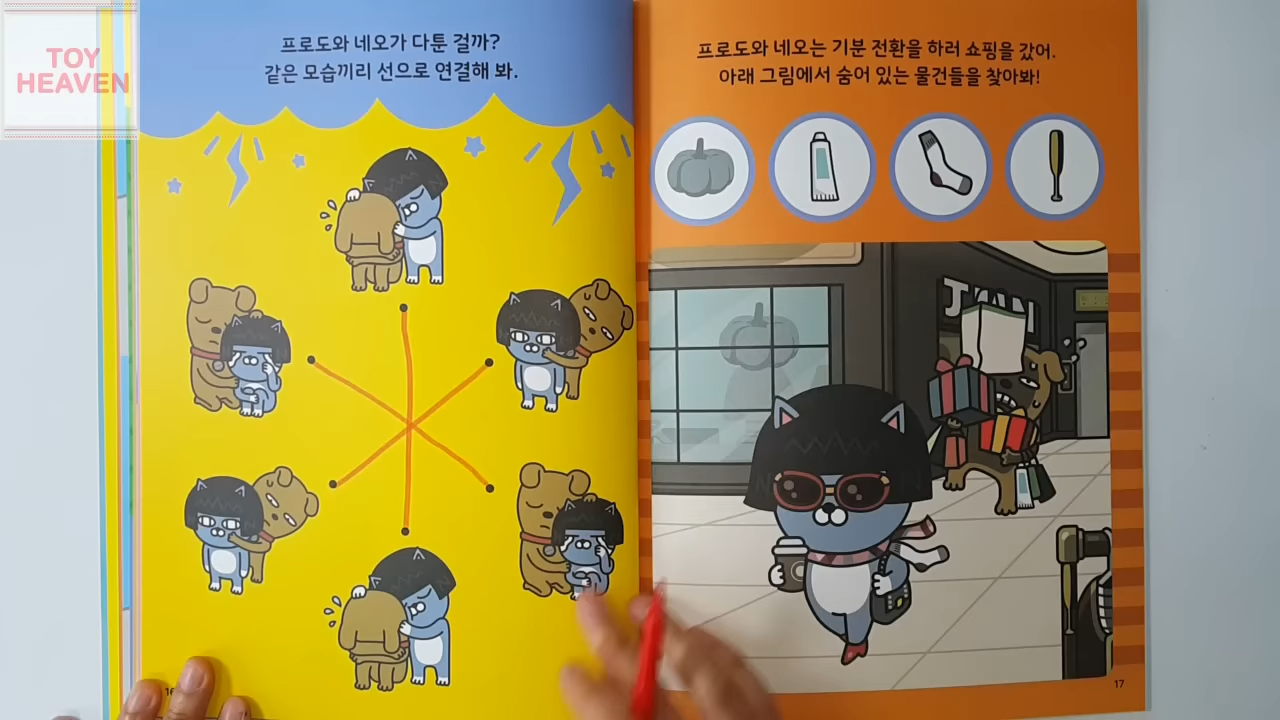 TOY
HEAVEN
프로도와 네오가 다툰 걸까?
같은 모습끼리 선으로 연결해 봐.
프로도와 네오는 기분 전환을 하러 쇼핑을 갔어.
아래 그림에서 숨어 있는 물건들을 찾아봐!
16
17